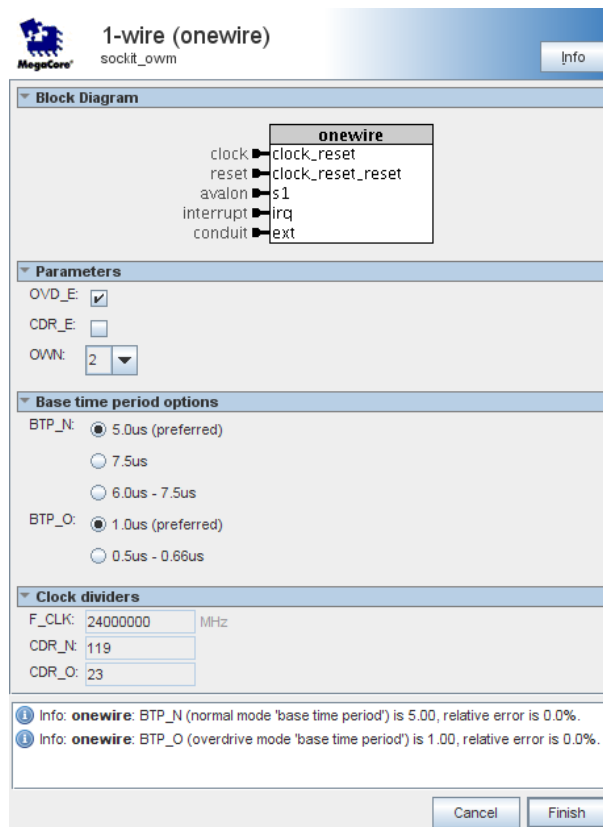 1-wire (onewire)
MegaCore®
sockit_owm
Info
Block Diagram
onewire
clock clock_reset
reset clock_reset_reset
avalon s1
interrupt irq
conduit ext
Parameters
OVD_E:
CDR_E:
OWN: 2
Base time period options
BTP_N: 5.0us (preferred)
7.5us
6.0us - 7.5us
BTP_O: 1.0us (preferred)
0.5us - 0.66us
Clock dividers
F_CLK: 24000000 MHz
CDR_N: 119
CDR_O: 23
Info: onewire: BTP_N (normal mode 'base time period') is 5.00, relative error is 0.0%.
Info: onewire: BTP_O (overdrive mode 'base time period') is 1.00, relative error is 0.0%.
Cancel Finish